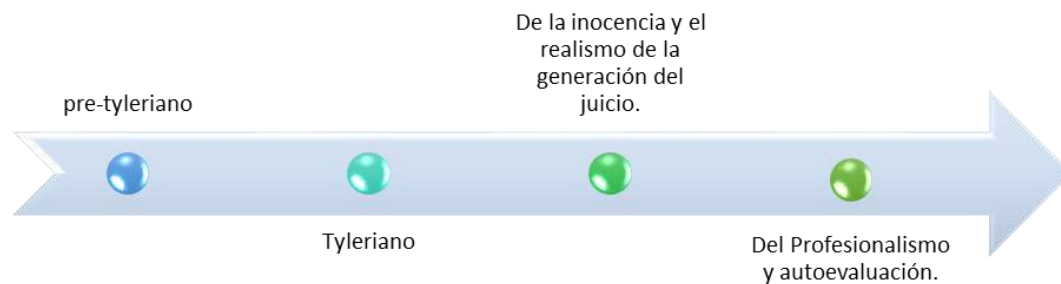 pre-tyleriano
Tyleriano
De la inocencia y el
realismo de la
generación del
juicio.
Del Profesionalismo
y autoevaluación.